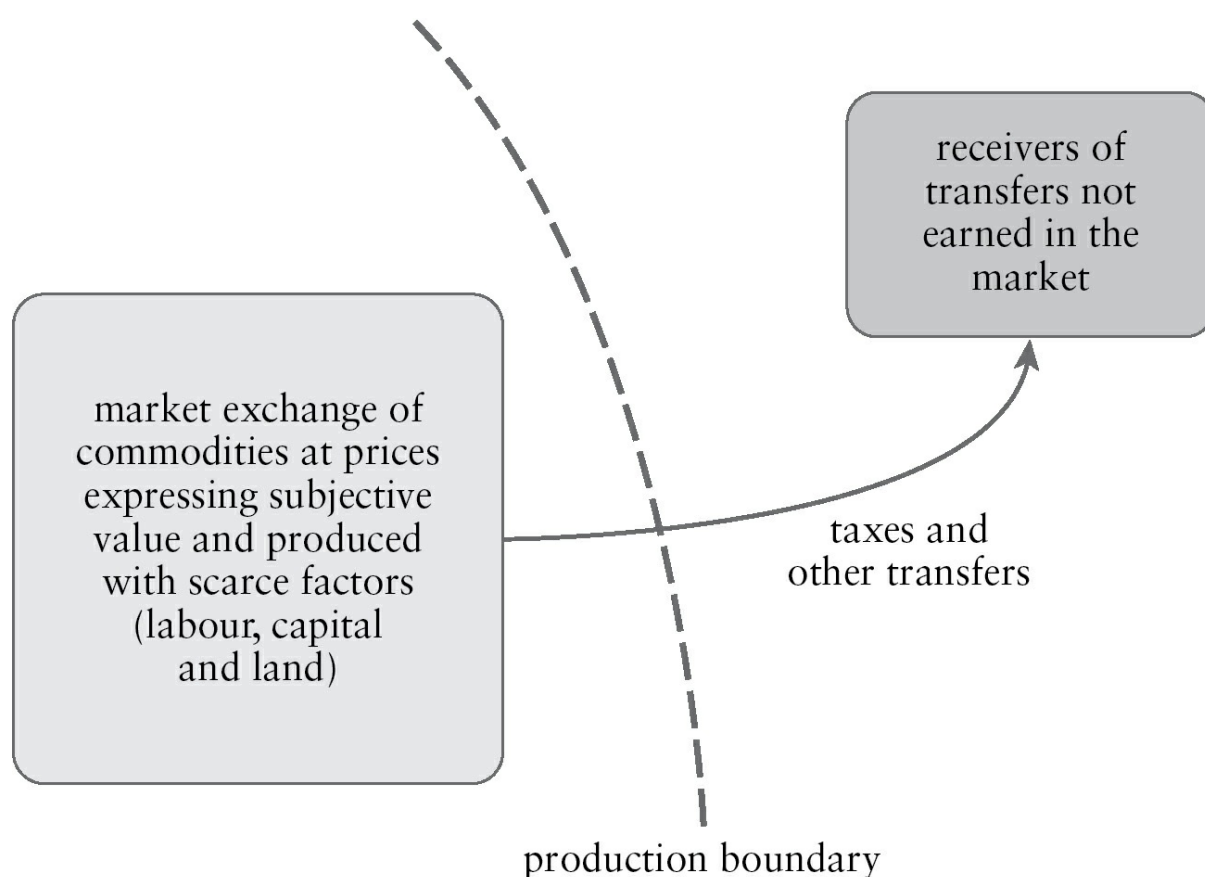 receivers of
transfers not
earned in the
market
market exchange of
commodities at prices
expressing subjective
value and produced
with scarce factors
(labour, capital
and land)
taxes and
other transfers
production boundary